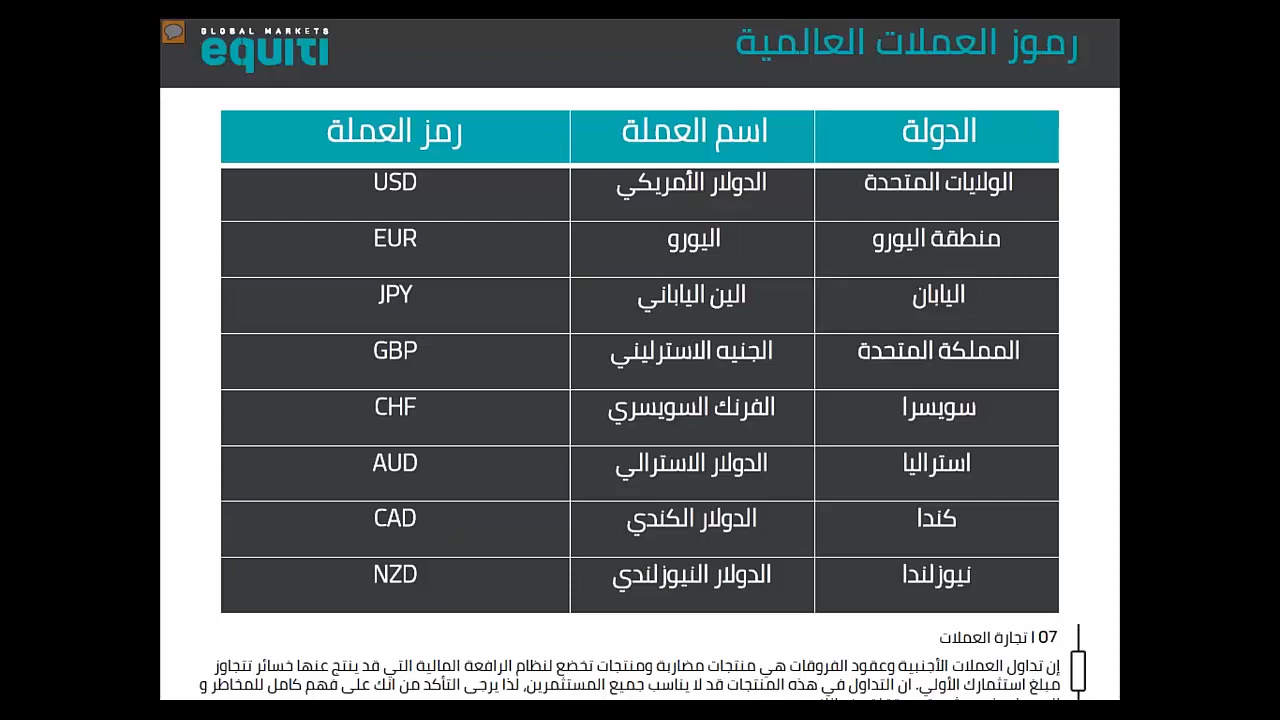 GLOBAL MARKETS
equiti
رموز العملات العالمية
الدولة اسم العملة رمز العملة
الولايات المتحدة الدولار الأمريكي USD
منطقة اليورو اليورو EUR
اليابان الين الياباني JPY
المملكة المتحدة الجنيه الاسترليني GBP
سويسرا الفرنك السويسري CHF
استراليا الدولار الاسترالي AUD
كندا الدولار الكندي CAD
نيوزلندا الدولار النيوزلندي NZD
07 | تجارة العملات
إن تداول العملات الأجنبية وعقود الفروقات هي منتجات مضاربة ومنتجات تخضع لنظام الرافعة المالية التي قد ينتج عنها خسائر تتجاوز
مبلغ استثمارك الأولي. ان التداول في هذه المنتجات قد لا يناسب جميع المستثمرين، لذا يرجى التأكد من انك على فهم كامل للمخاطر و